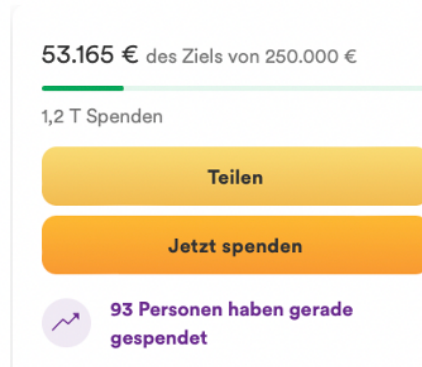 53.165 € des Ziels von 250.000 €
1,2 T Spenden
Teilen
Jetzt spenden
93 Personen haben gerade
gespendet